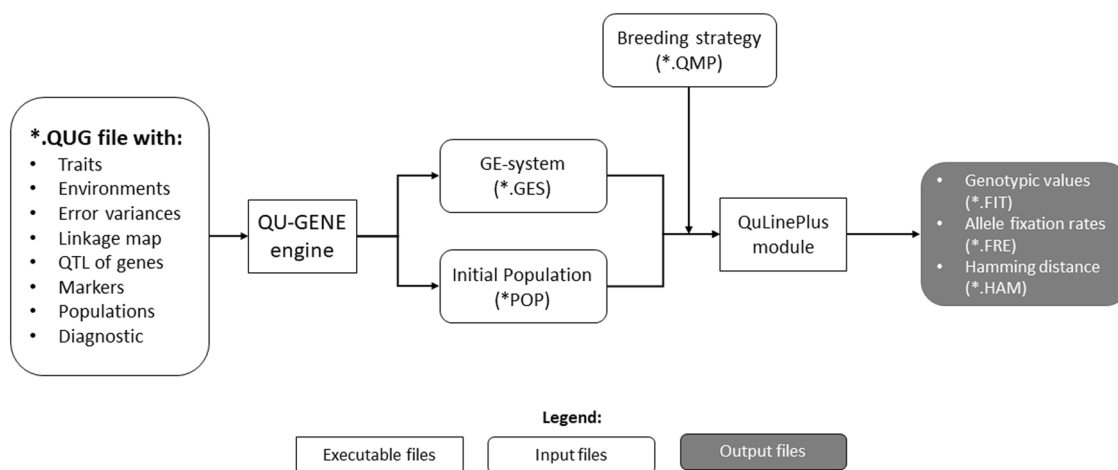 Breeding strategy
(*.QMP)
*.QUG file with:
• Traits
• Environments
• Error variances
• Linkage map
• QTL of genes
• Markers
• Populations
• Diagnostic
QU-GENE
engine
GE-system
(*.GES)
Initial Population
(*POP)
QuLinePlus
module
• Genotypic values
(*.FIT)
• Allele fixation rates
(*.FRE)
• Hamming distance
(*.HAM)
Legend:
Executable files
Input files
Output files